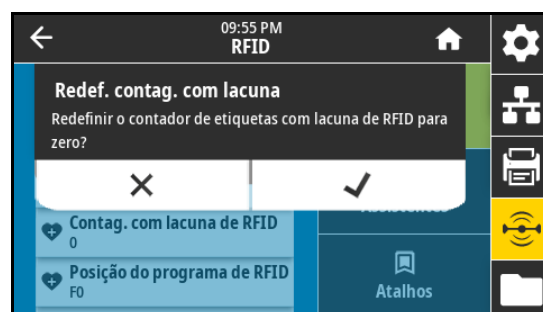 09:55 PM
RFID
Redef. contag. com lacuna
Redefinir o contador de etiquetas com lacuna de RFID para
zero?
Assistentes
Contag. com lacuna de RFID
0
Posição do programa de RFID
F0
Atalhos